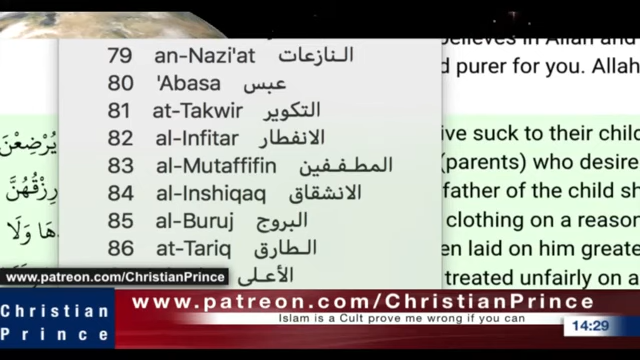 believes in Allah and
d purer for you. Allah
79 an-Nazi'at النازعات
80 'Abasa عبس
81 at-Takwir التكوير
82 al-Infitar الانفطار
83 al-Mutaffifin المطففين
84 al-Inshiqaq الانشقاق
85 al-Buruj البروج
86 at-Tariq الطارق
الأعلى
يُرْضِعْنَ
رِزْقُهُنَّ
وَلَا
ive suck to their child
(parents) who desire
father of the child sh
clothing on a reason
en laid on him greate
treated unfairly on a
www.patreon.com/ChristianPrince
Christian
Prince
www.patreon.com/ChristianPrince
Islam is a Cult prove me wrong if you can
14:29